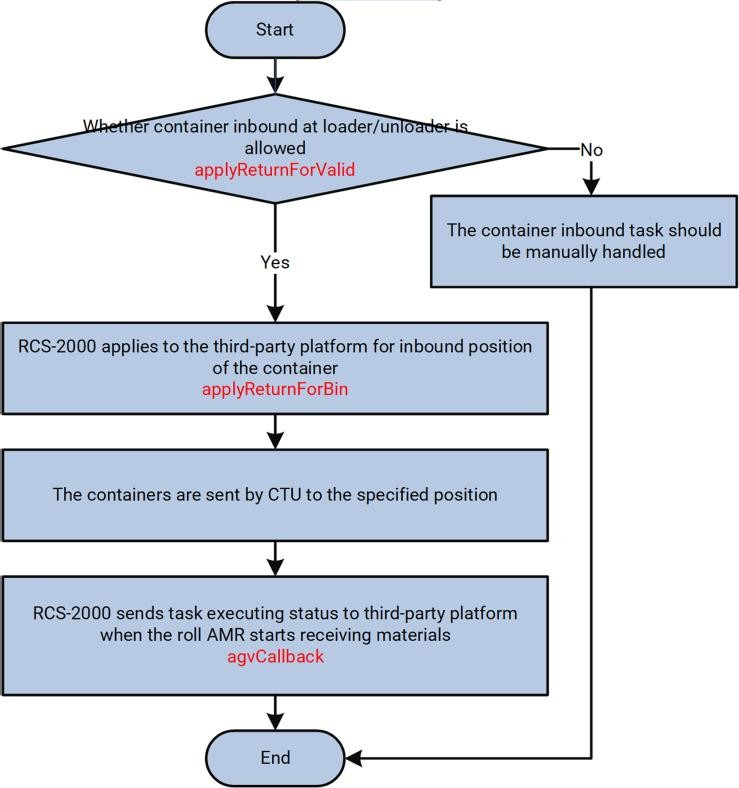 Start
Whether container inbound at loader/unloader is
allowed
applyReturnForValid
No
The container inbound task should
be manually handled
Yes
RCS-2000 applies to the third-party platform for inbound position
of the container
applyReturnForBin
The containers are sent by CTU to the specified position
RCS-2000 sends task executing status to third-party platform
when the roll AMR starts receiving materials
agvCallback
End